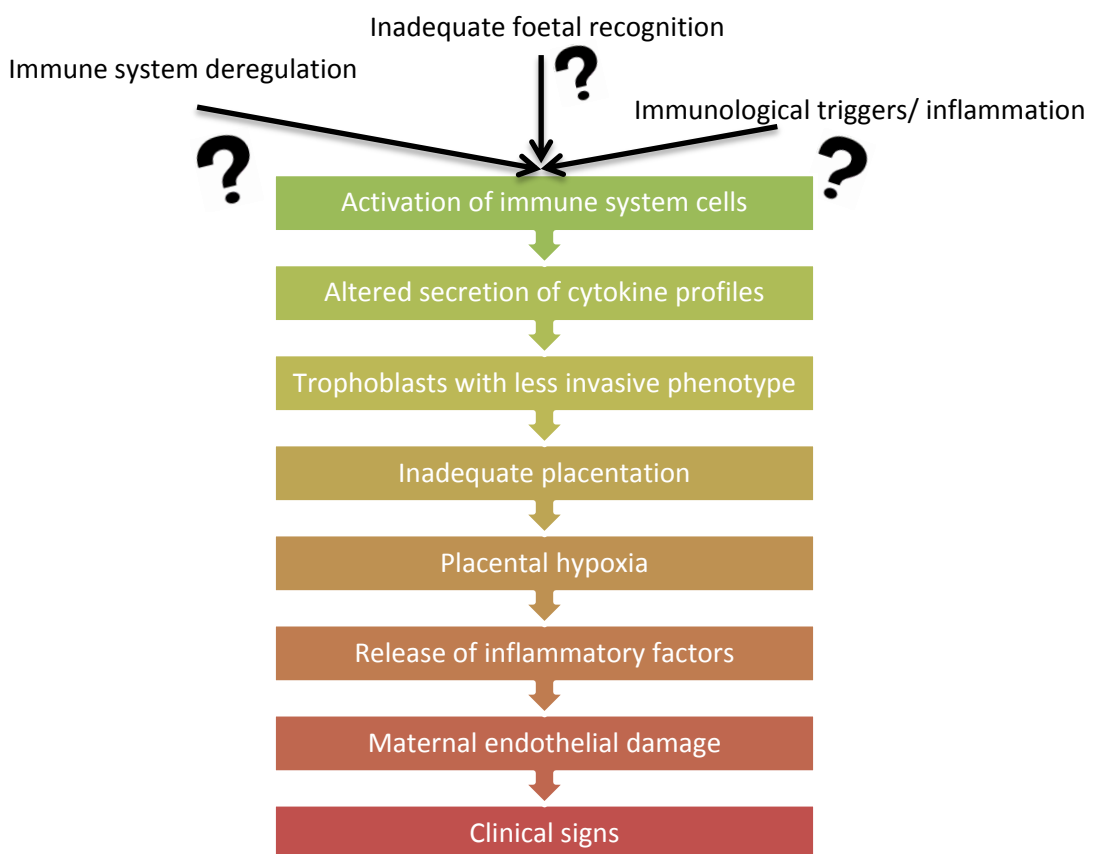 Inadequate foetal recognition
Immune system deregulation
?
Immunological triggers/ inflammation
?
?
Activation of immune system cells
Altered secretion of cytokine profiles
Trophoblasts with less invasive phenotype
Inadequate placentation
Placental hypoxia
Release of inflammatory factors
Maternal endothelial damage
Clinical signs